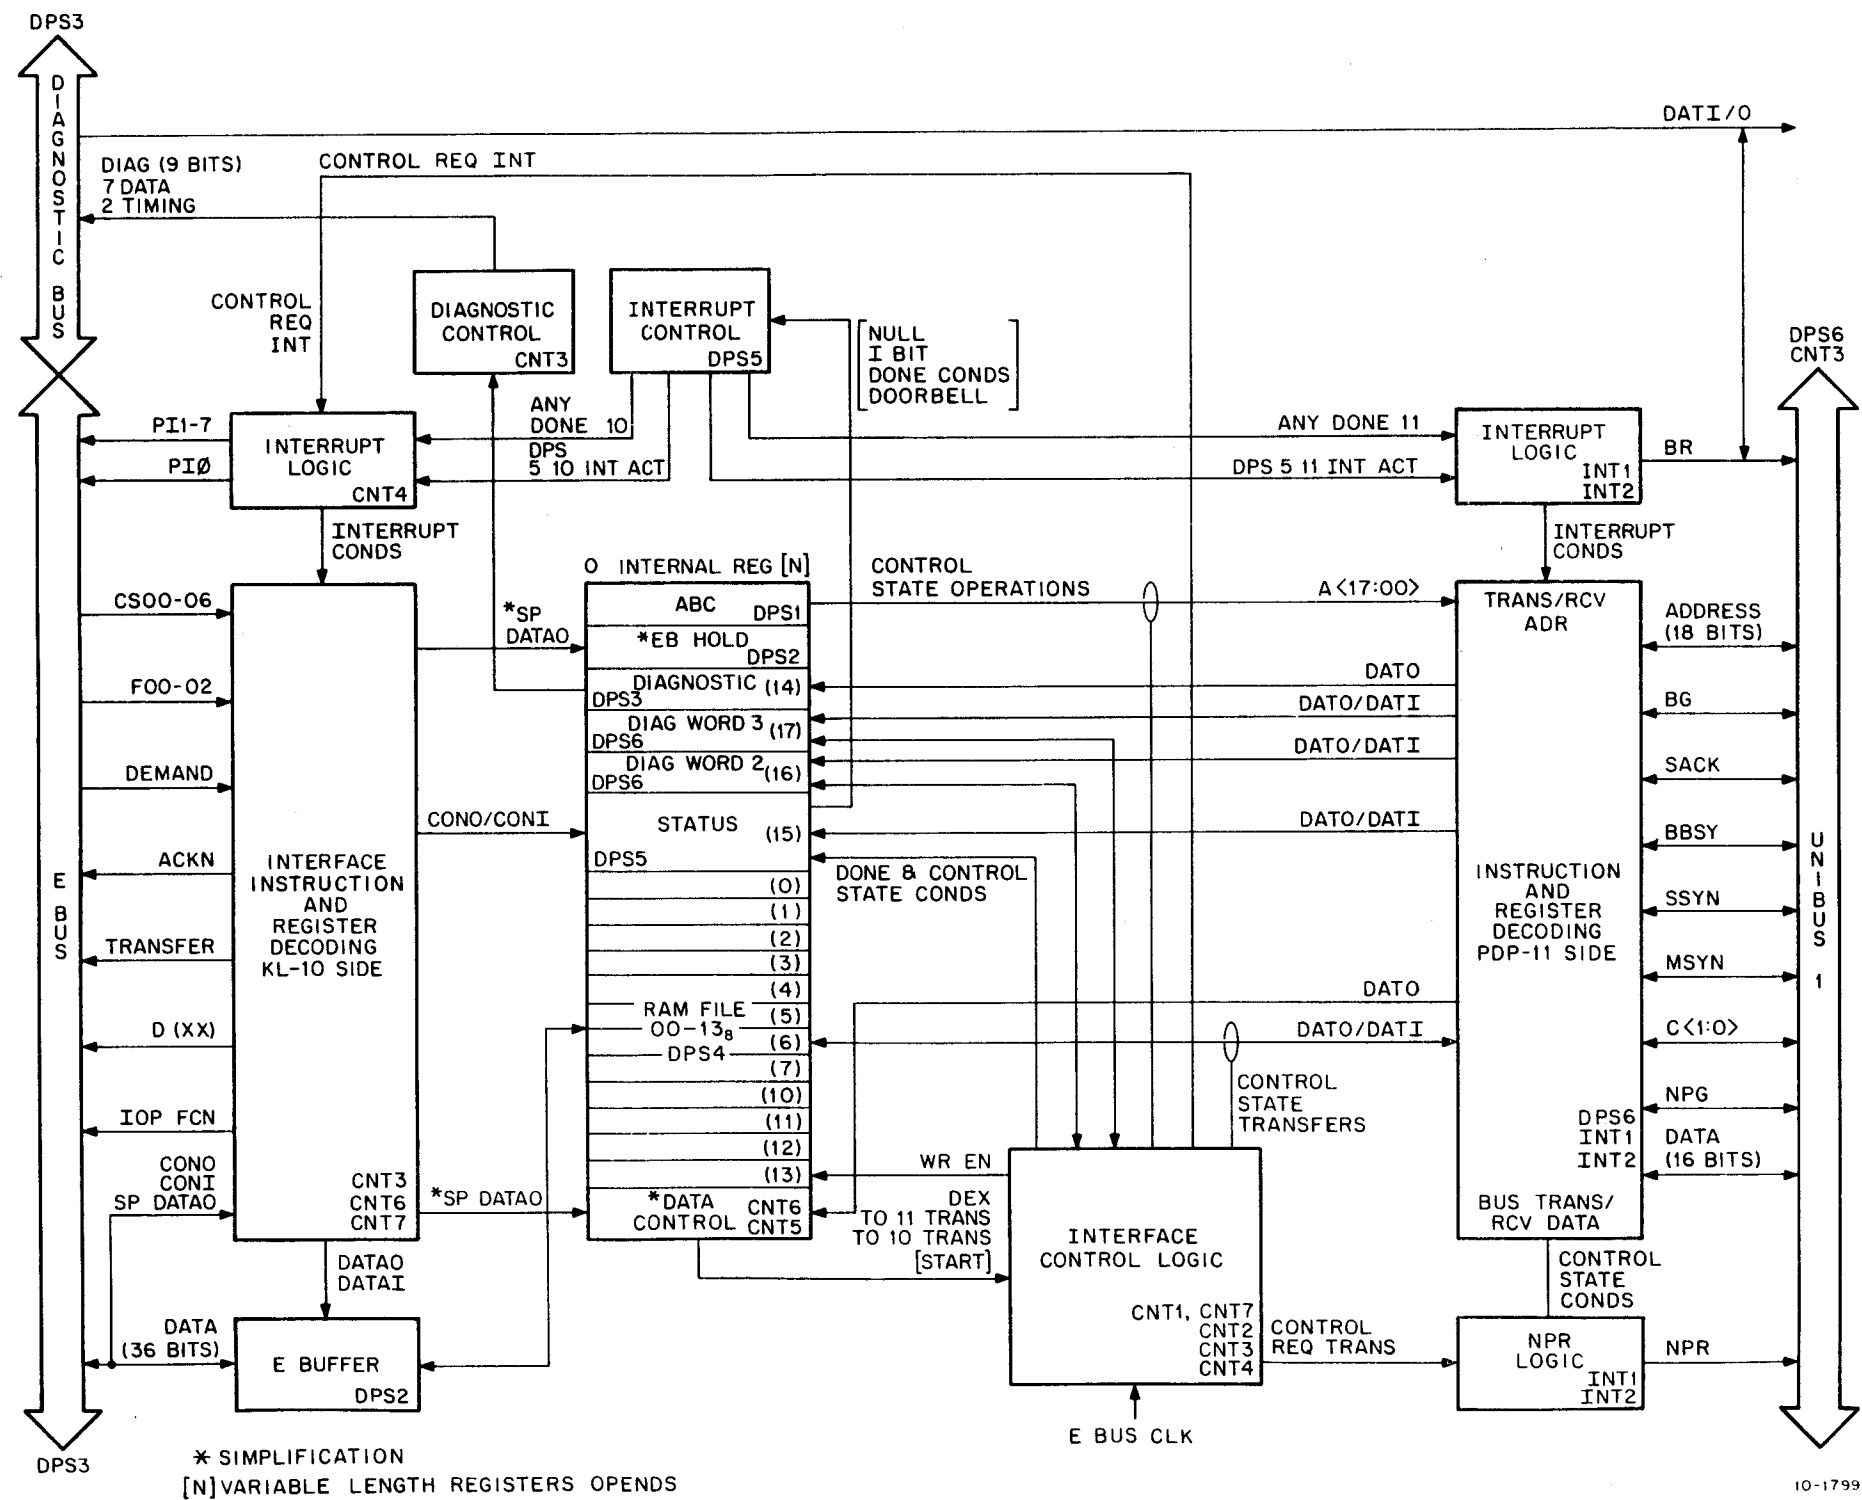 DPS3
DIAGNOSTIC BUS
DATI/O
DIAG (9 BITS)
7 DATA
2 TIMING
CONTROL REQ INT
CONTROL
REQ
INT
DIAGNOSTIC
CONTROL
CNT3
INTERRUPT
CONTROL
DPS5
NULL
I BIT
DONE CONDS
DOORBELL
DPS6
CNT3
PI1-7
PIØ
INTERRUPT
LOGIC
CNT4
ANY
DONE 10
DPS
5 10 INT ACT
ANY DONE 11
DPS 5 11 INT ACT
INTERRUPT
LOGIC
INT1
INT2
BR
INTERRUPT
CONDS
INTERRUPT
CONDS
O INTERNAL REG [N]
CONTROL
STATE OPERATIONS
A<17:00>
CS00-06
F00-02
DEMAND
ACKN
TRANSFER
D (XX)
IOP FCN
CONO
CONI
SP DATAO
E BUS
INTERFACE
INSTRUCTION
AND
REGISTER
DECODING
KL-10 SIDE
CNT3
CNT6
CNT7
*SP
DATAO
CONO/CONI
*SP DATAO
ABC
DPS1
*EB HOLD
DPS2
DIAGNOSTIC (14)
DPS3
DIAG WORD 3 (17)
DPS6
DIAG WORD 2 (16)
DPS6
STATUS
(15)
DPS5
(0)
(1)
(2)
(3)
(4)
RAM FILE (5)
00-13₈
(6)
DPS4
(7)
(10)
(11)
(12)
(13)
*DATA
CONTROL
CNT6
CNT5
DATO
DATO/DATI
DATO/DATI
DATO/DATI
DONE & CONTROL
STATE CONDS
DATO
DATO/DATI
CONTROL
STATE
TRANSFERS
WR EN
DEX
TO 11 TRANS
TO 10 TRANS
[START]
INTERFACE
CONTROL LOGIC
CNT1, CNT7
CNT2
CNT3
CNT4
E BUS CLK
CONTROL
REQ TRANS
TRANS/RCV
ADR
INSTRUCTION
AND
REGISTER
DECODING
PDP-11 SIDE
DPS6
INT1
INT2
BUS TRANS/
RCV DATA
ADDRESS
(18 BITS)
BG
SACK
BBSY
SSYN
MSYN
C<1:0>
NPG
DATA
(16 BITS)
UNIBUS 1
CONTROL
STATE
CONDS
NPR
LOGIC
INT1
INT2
NPR
DATAO
DATAI
DATA
(36 BITS)
E BUFFER
DPS2
DPS3
* SIMPLIFICATION
[N] VARIABLE LENGTH REGISTERS OPENDS
10-1799